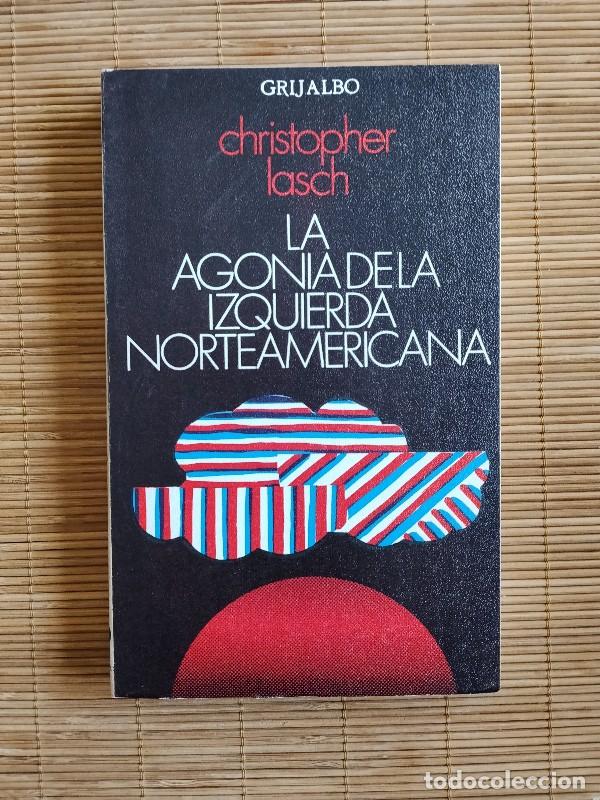 GRIJALBO
christopher
lasch
LA
AGONIA DE LA
IZQUIERDA
NORTEAMERICANA
todocoleccion